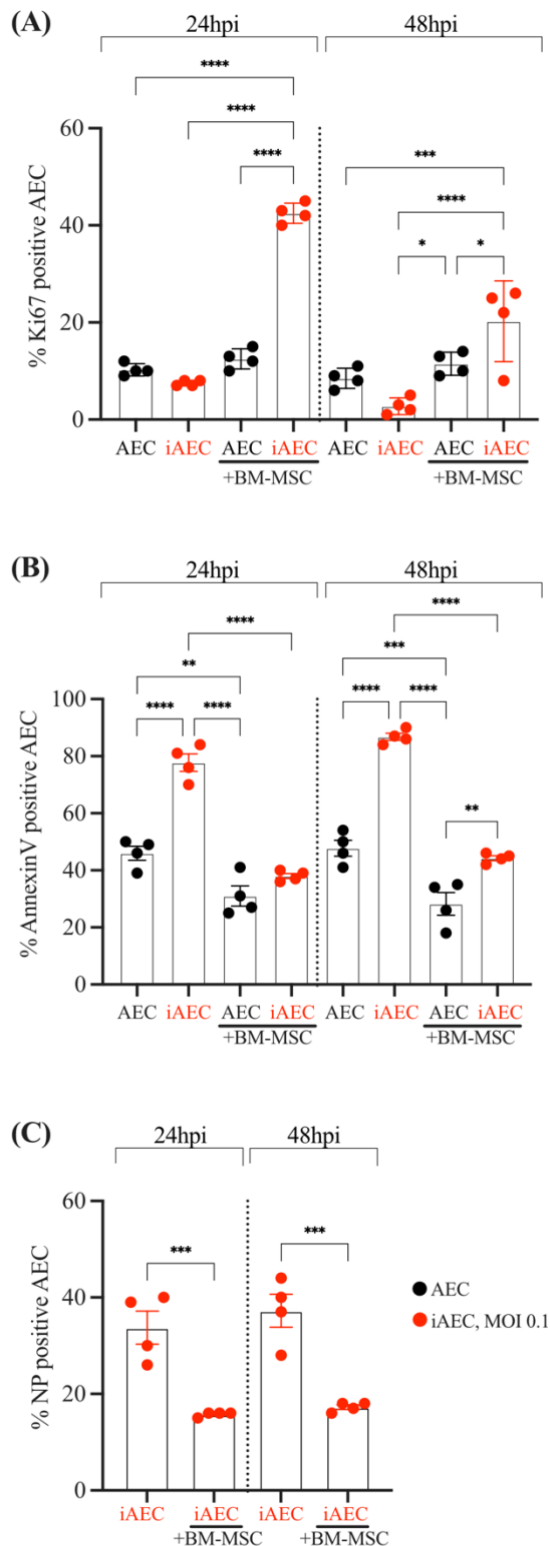 (A)
24hpi 48hpi
****
****
****
***
****
* *
60
40
20
0
% Ki67 positive AEC
AEC iAEC AEC iAEC AEC iAEC AEC iAEC
+BM-MSC +BM-MSC
(B)
24hpi 48hpi
****
****
**
***
**** **** **** ****
**
100
80
60
40
20
0
% AnnexinV positive AEC
AEC iAEC AEC iAEC AEC iAEC AEC iAEC
+BM-MSC +BM-MSC
(C)
24hpi 48hpi
*** ***
60
40
20
0
% NP positive AEC
AEC
iAEC, MOI 0.1
iAEC iAEC iAEC iAEC
+BM-MSC +BM-MSC